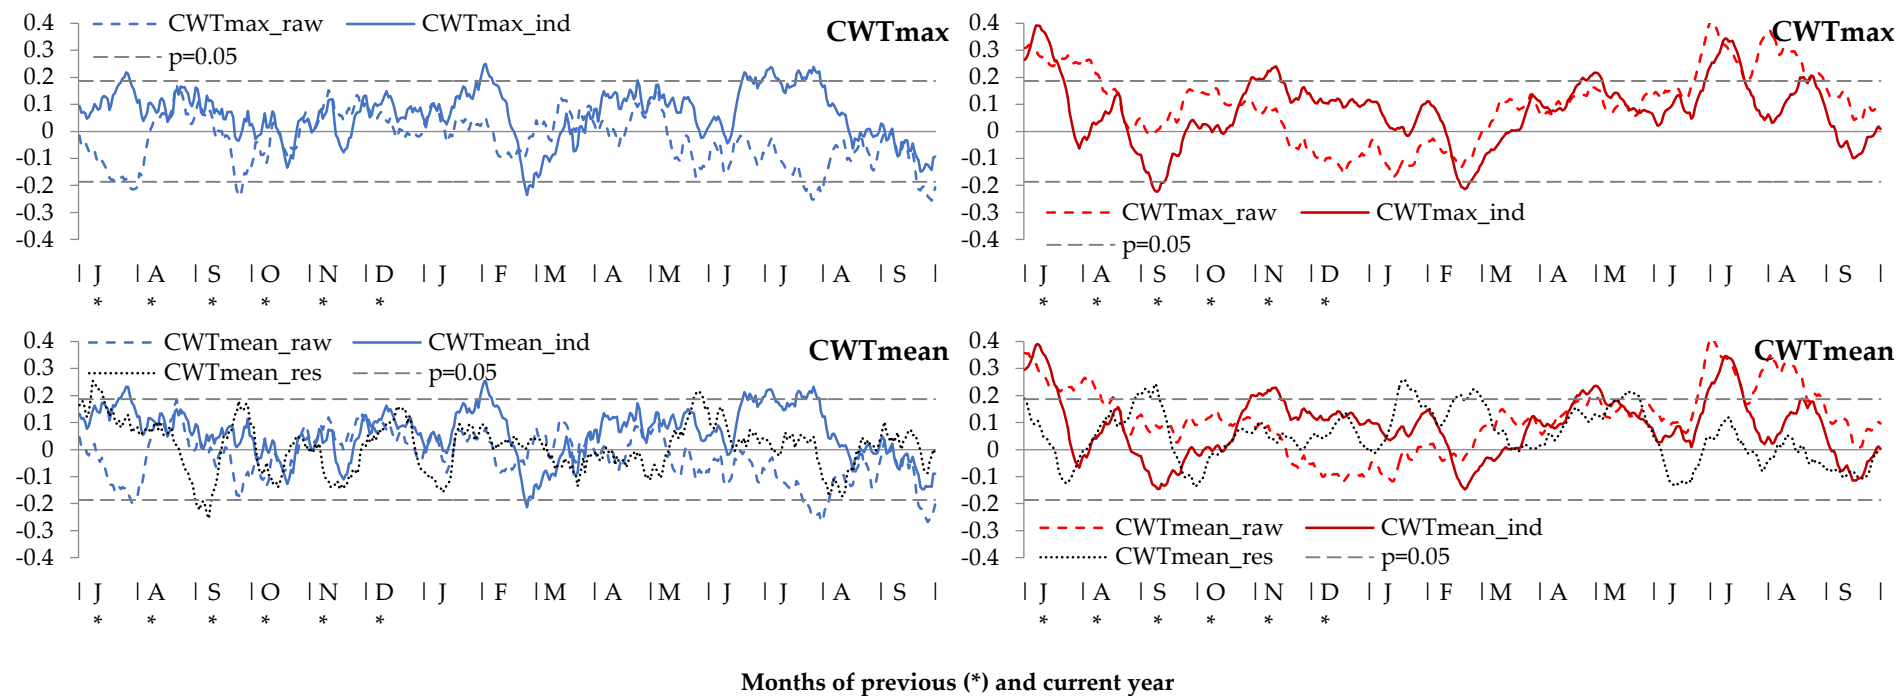 0.4 CWTmax_raw CWTmax_ind CWTmax
0.3 p=0.05
0.2
0.1
0
-0.1
-0.2
-0.3
-0.4
| J | A | S | O | N | D | J | F | M | A | M | J | J | A | S |
* * * * * *
0.4 CWTmax
0.3
0.2
0.1
0
-0.1
-0.2
-0.3 CWTmax_raw CWTmax_ind
-0.4 p=0.05
| J | A | S | O | N | D | J | F | M | A | M | J | J | A | S |
* * * * * *
0.4 CWTmean_raw CWTmean_ind CWTmean
0.3 CWTmean_res p=0.05
0.2
0.1
0
-0.1
-0.2
-0.3
-0.4
| J | A | S | O | N | D | J | F | M | A | M | J | J | A | S |
* * * * * *
0.4 CWTmean
0.3
0.2
0.1
0
-0.1
-0.2
-0.3 CWTmean_raw CWTmean_ind
-0.4 CWTmean_res p=0.05
| J | A | S | O | N | D | J | F | M | A | M | J | J | A | S |
* * * * * *
Months of previous (*) and current year